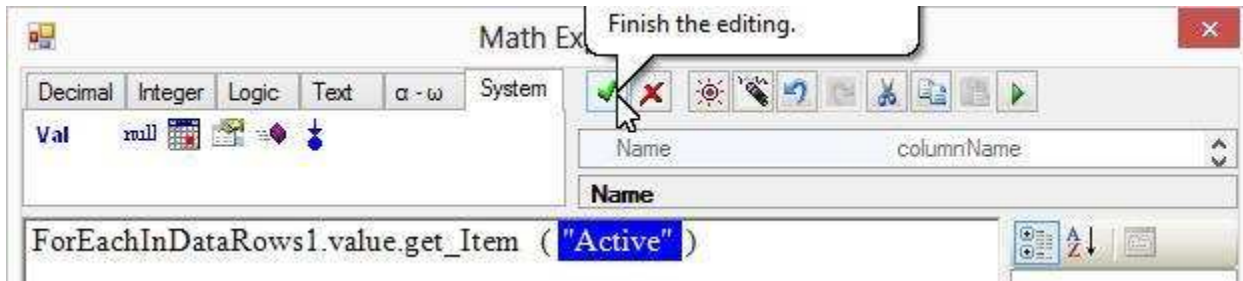 Math Ex
Finish the editing.
Decimal Integer Logic Text α - ω System
Val null
Name columnName
Name
ForEachInDataRows1.value.get_Item ( "Active" )